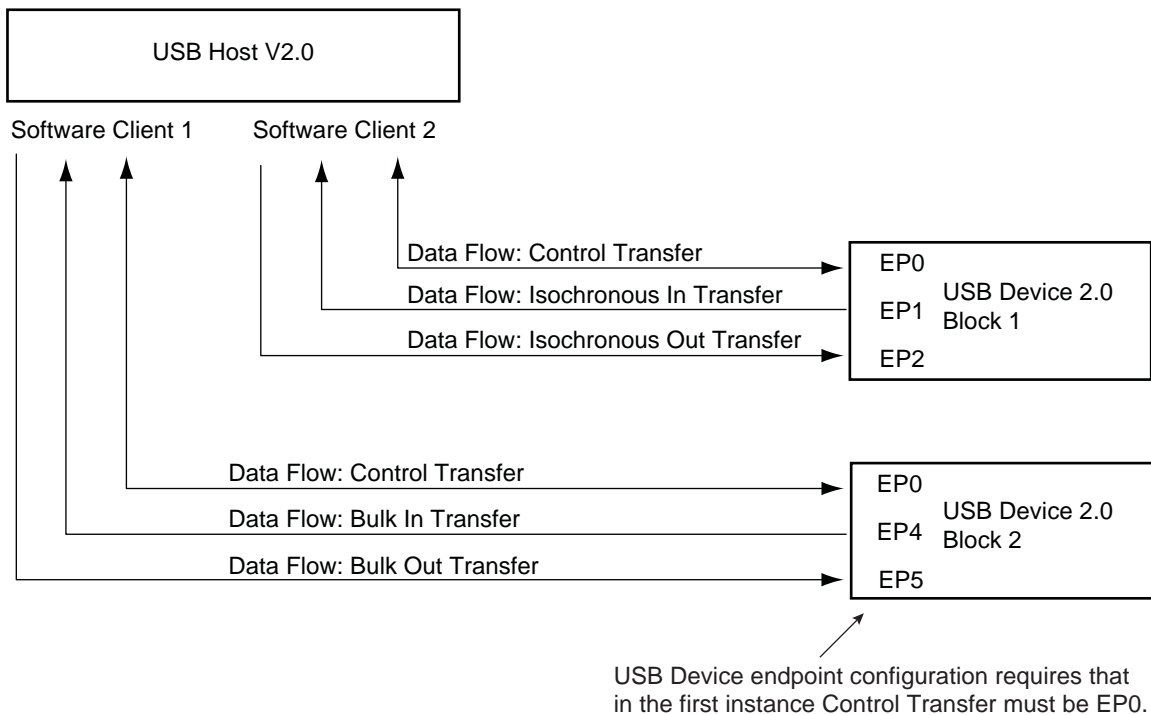 USB Host V2.0
Software Client 1
Software Client 2
Data Flow: Control Transfer
Data Flow: Isochronous In Transfer
Data Flow: Isochronous Out Transfer
EP0
EP1
EP2
USB Device 2.0
Block 1
Data Flow: Control Transfer
Data Flow: Bulk In Transfer
Data Flow: Bulk Out Transfer
EP0
EP4
EP5
USB Device 2.0
Block 2
USB Device endpoint configuration requires that
in the first instance Control Transfer must be EP0.